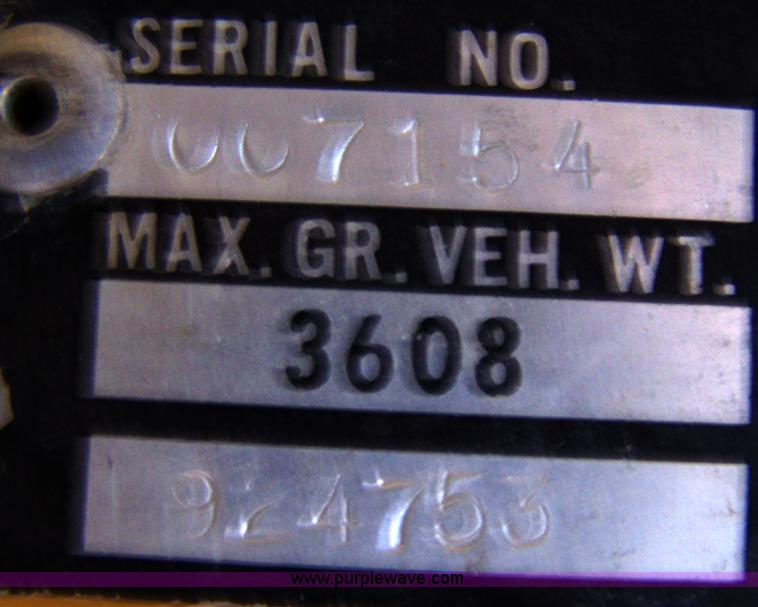 SERIAL NO.
007154
MAX. GR. VEH. WT.
3608
924753
www.purplewave.com